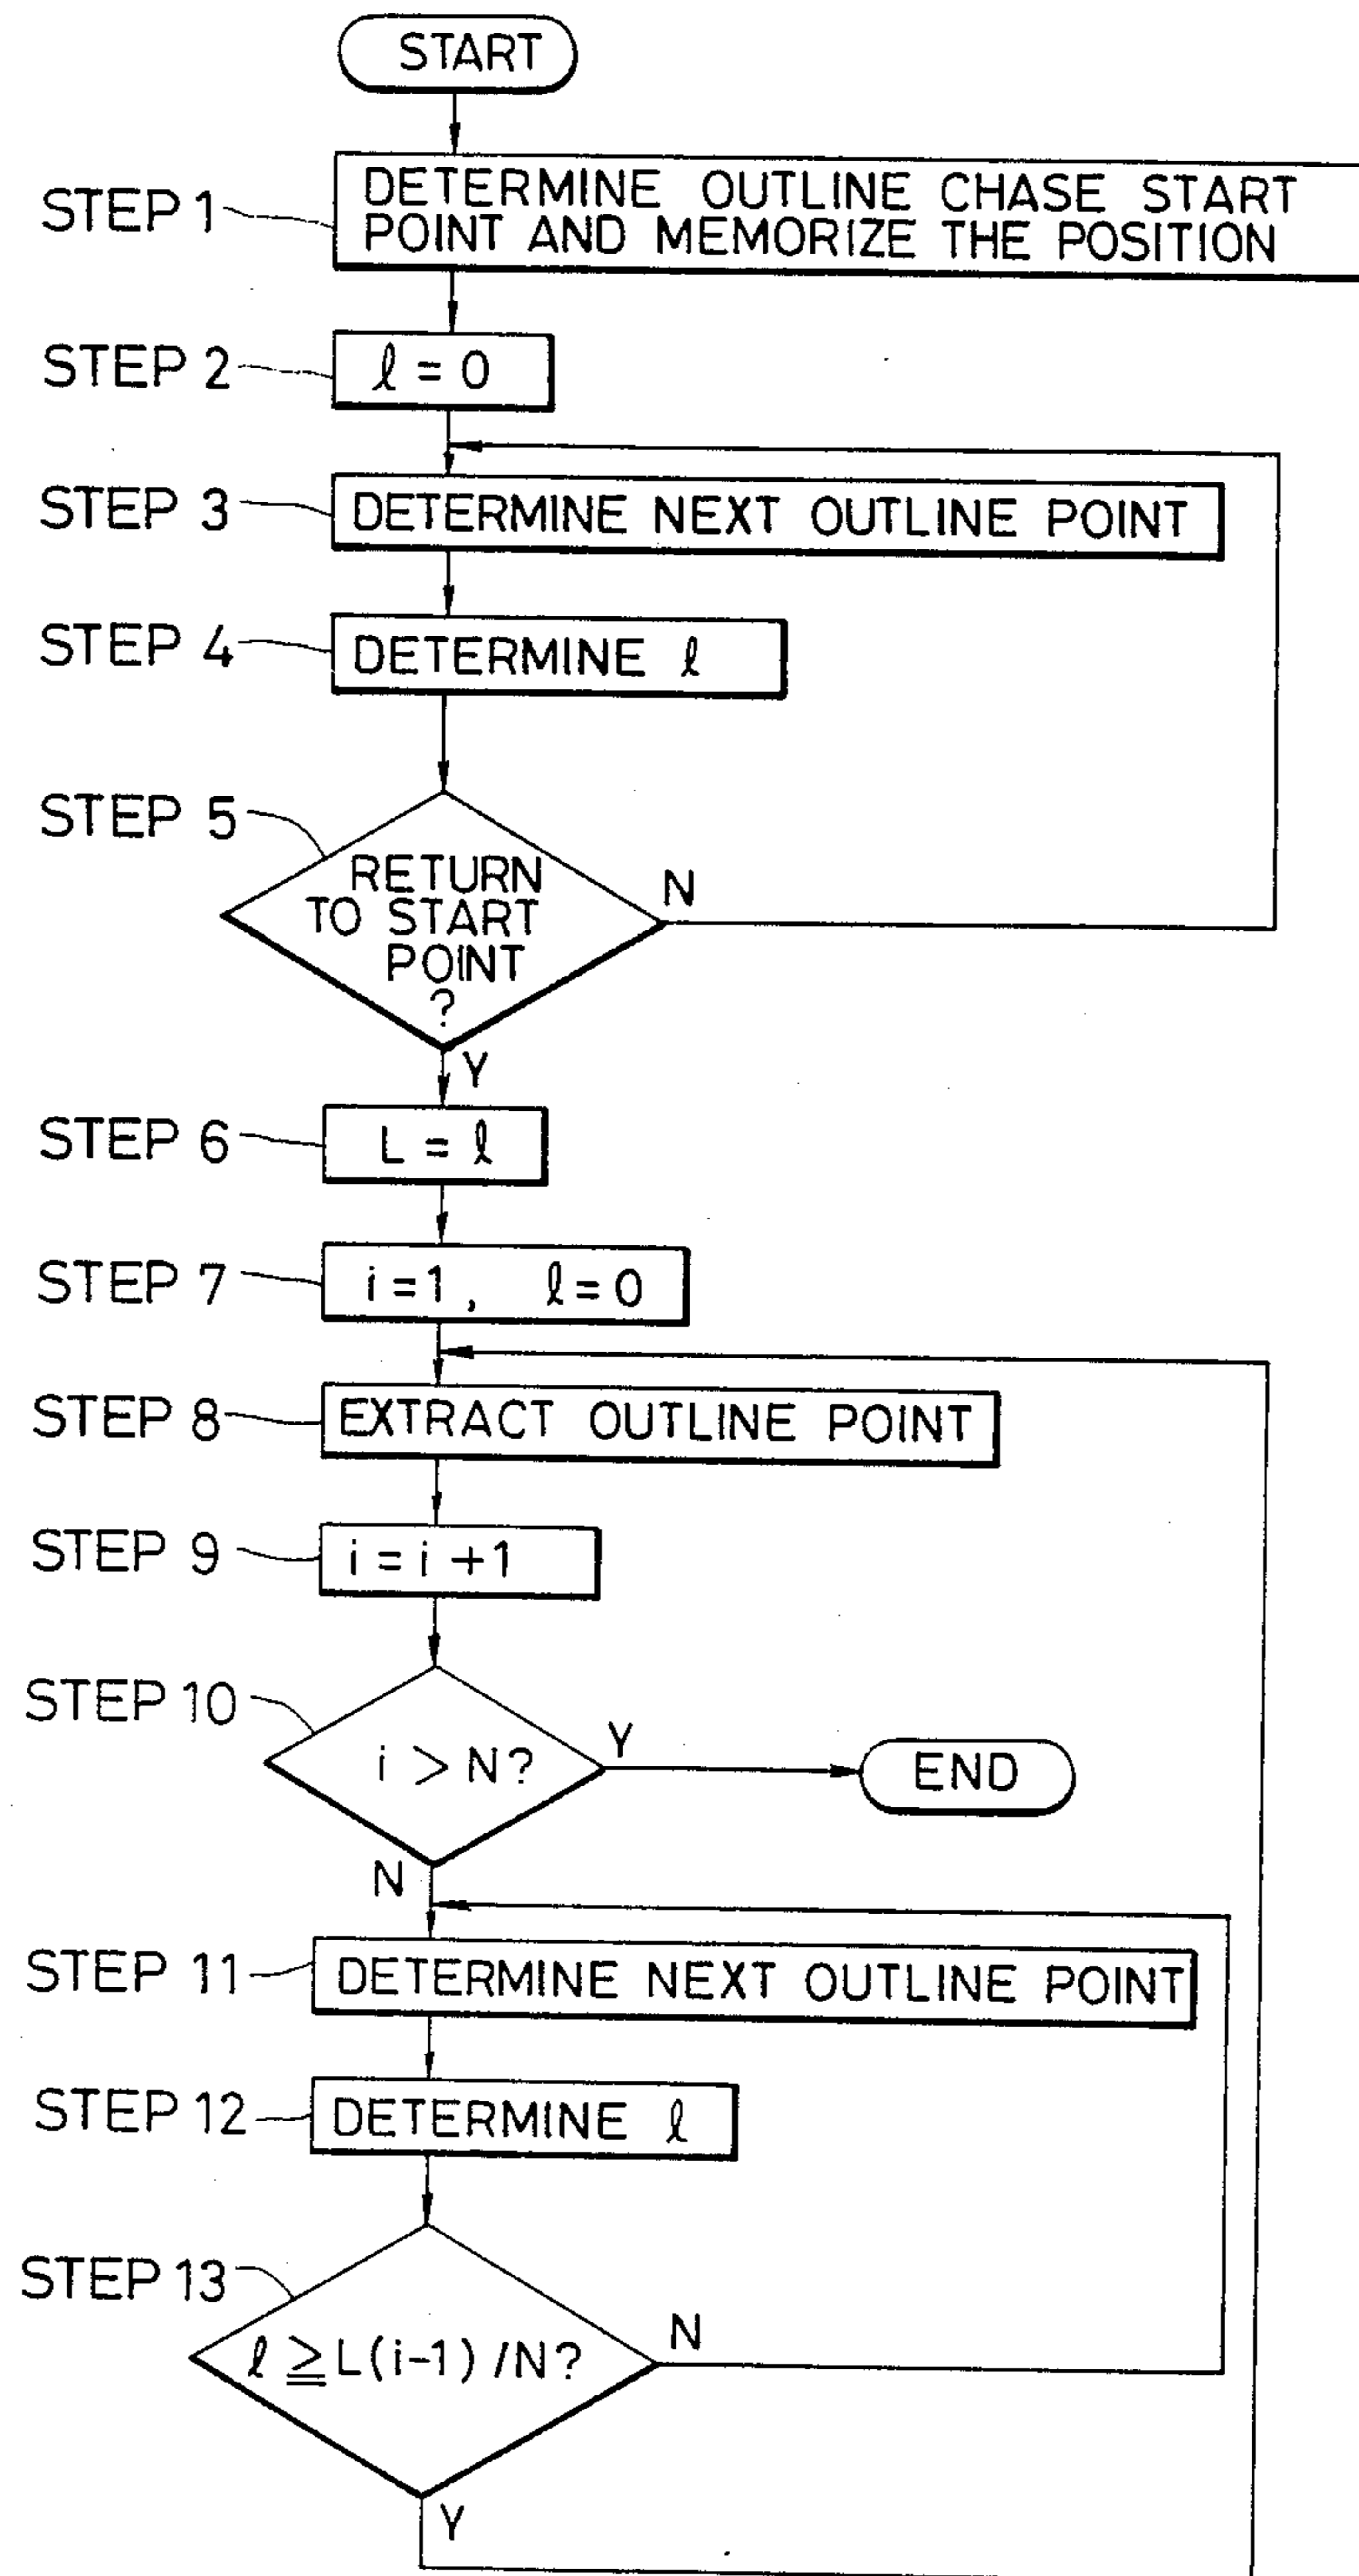 START
STEP 1
DETERMINE OUTLINE CHASE START
POINT AND MEMORIZE THE POSITION
STEP 2
ℓ = 0
STEP 3
DETERMINE NEXT OUTLINE POINT
STEP 4
DETERMINE ℓ
STEP 5
RETURN
TO START
POINT
?
N
Y
STEP 6
L = ℓ
STEP 7
i = 1, ℓ = 0
STEP 8
EXTRACT OUTLINE POINT
STEP 9
i = i + 1
STEP 10
i > N?
Y
END
N
STEP 11
DETERMINE NEXT OUTLINE POINT
STEP 12
DETERMINE ℓ
STEP 13
ℓ ≧ L(i-1)/N?
N
Y